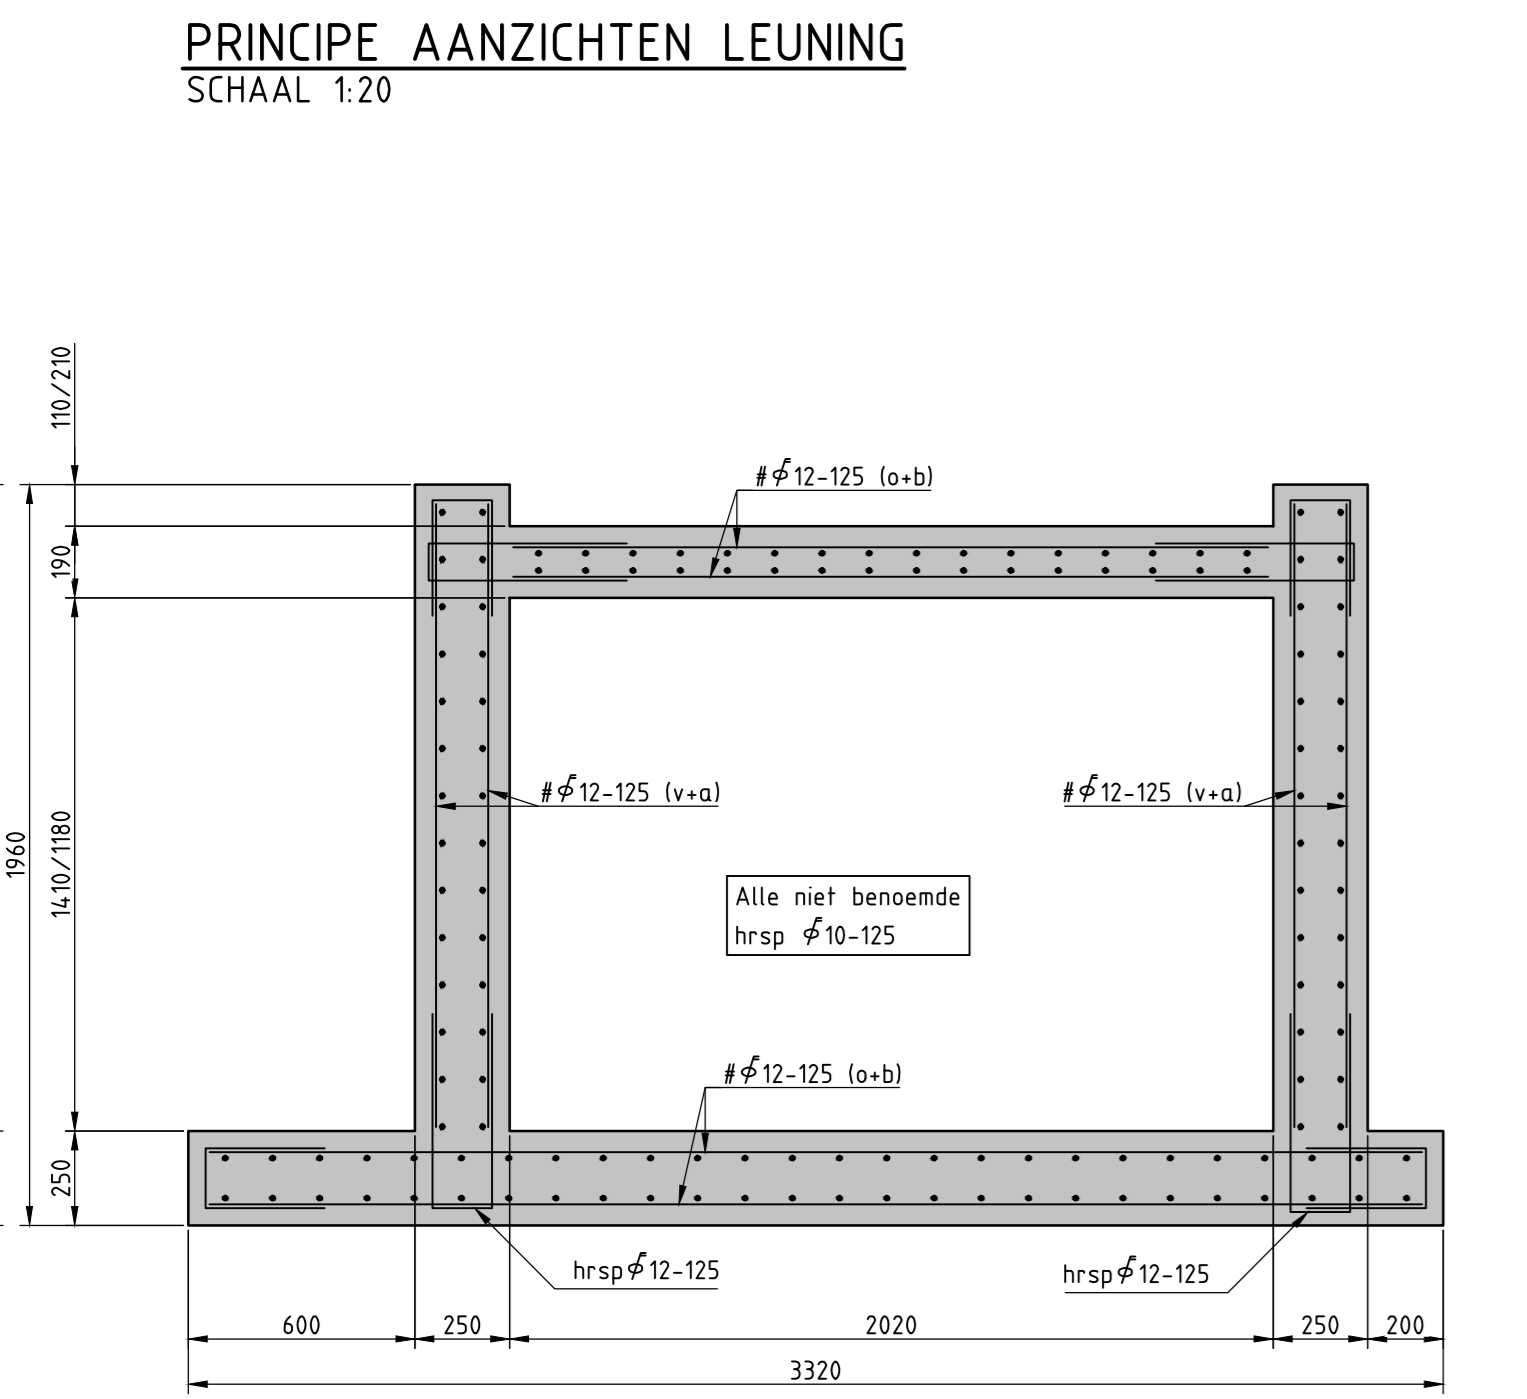 PRINCIPE AANZICHTEN LEUNING
SCHAAL 1:20
110/210
#⌀12-125 (o+b)
190
#⌀12-125 (v+a)
#⌀12-125 (v+a)
1960
1410/1180
Alle niet benoemde
hrsp ⌀10-125
#⌀12-125 (o+b)
250
hrsp⌀12-125
hrsp⌀12-125
600
250
2020
250
200
3320